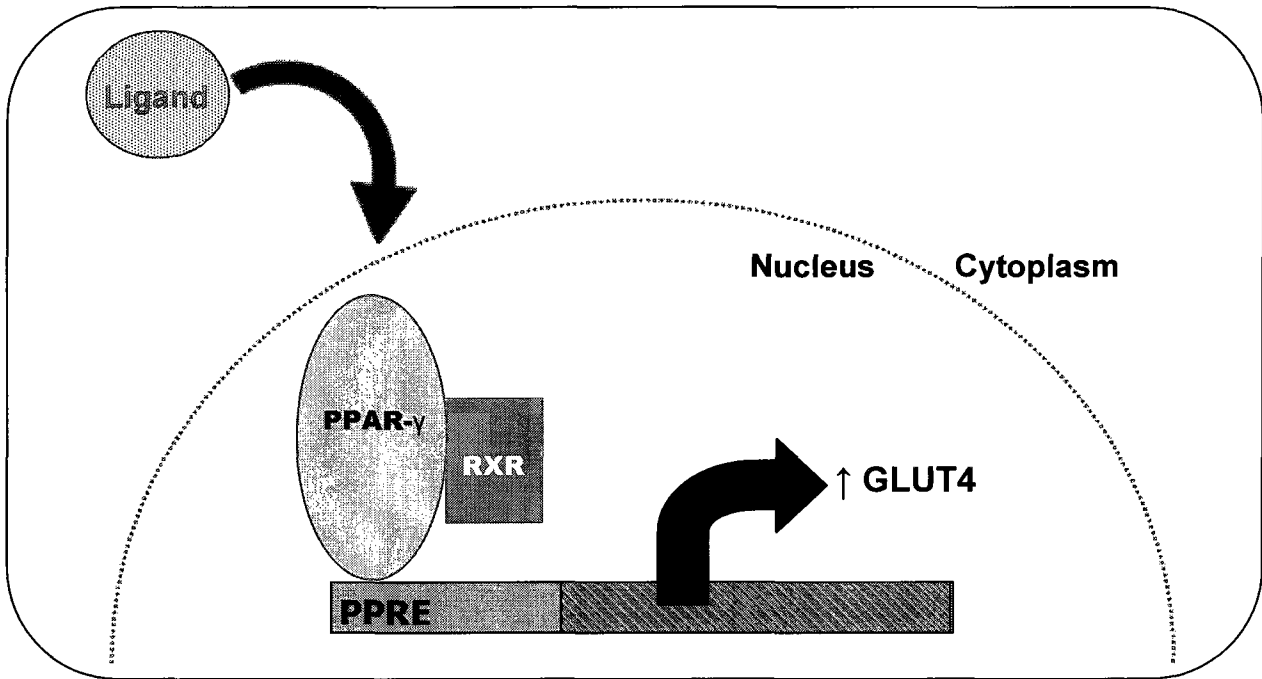 Ligand
Nucleus
Cytoplasm
PPAR-γ
RXR
↑ GLUT4
PPRE